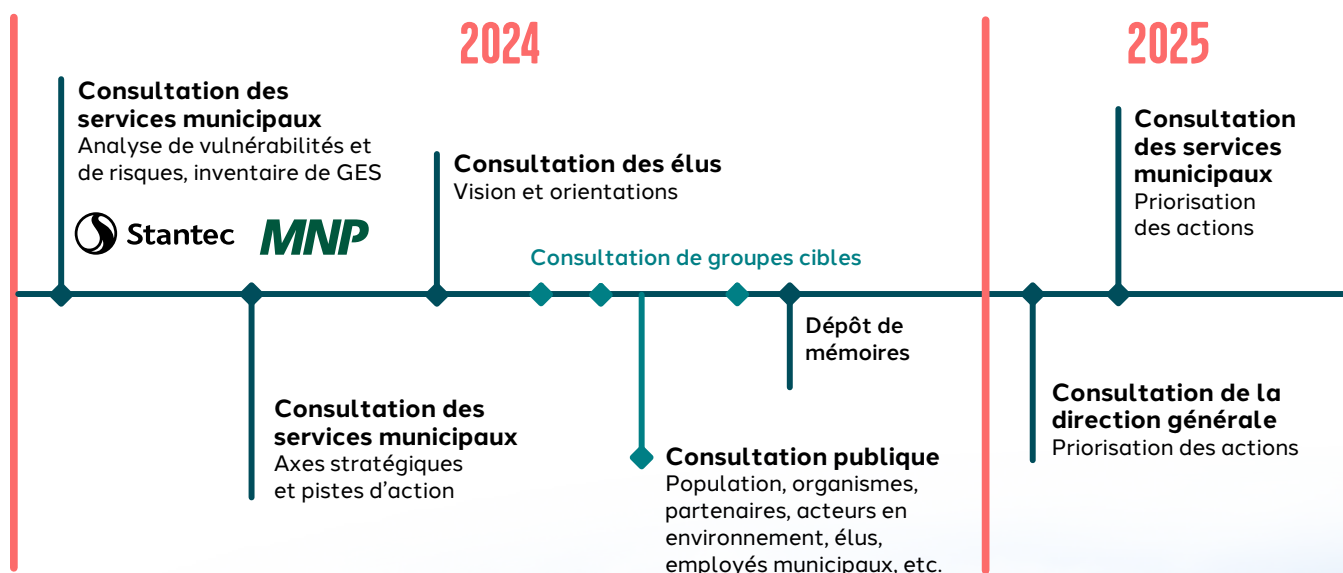 2024
2025
Consultation des
services municipaux
Analyse de vulnérabilités et
de risques, inventaire de GES
Stantec
MNP
Consultation des élus
Vision et orientations
Consultation de groupes cibles
Consultation
des services
municipaux
Priorisation
des actions
Dépôt de
mémoires
Consultation des
services municipaux
Axes stratégiques
et pistes d'action
Consultation publique
Population, organismes,
partenaires, acteurs en
environnement, élus,
employés municipaux, etc.
Consultation de la
direction générale
Priorisation des actions